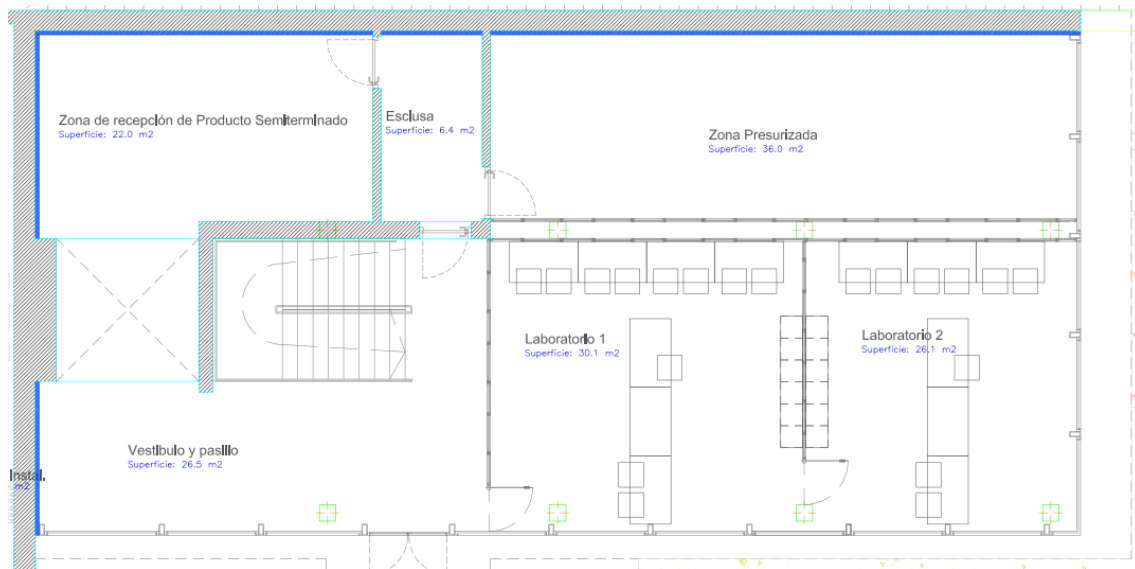 Zona de recepción de Producto Semiterminado
Superficie: 22.0 m2
Esclusa
Superficie: 6.4 m2
Zona Presurizada
Superficie: 36.0 m2
Laboratorio 1
Superficie: 30.1 m2
Laboratorio 2
Superficie: 26.1 m2
Vestíbulo y pasillo
Superficie: 26.5 m2
Instal.
m2